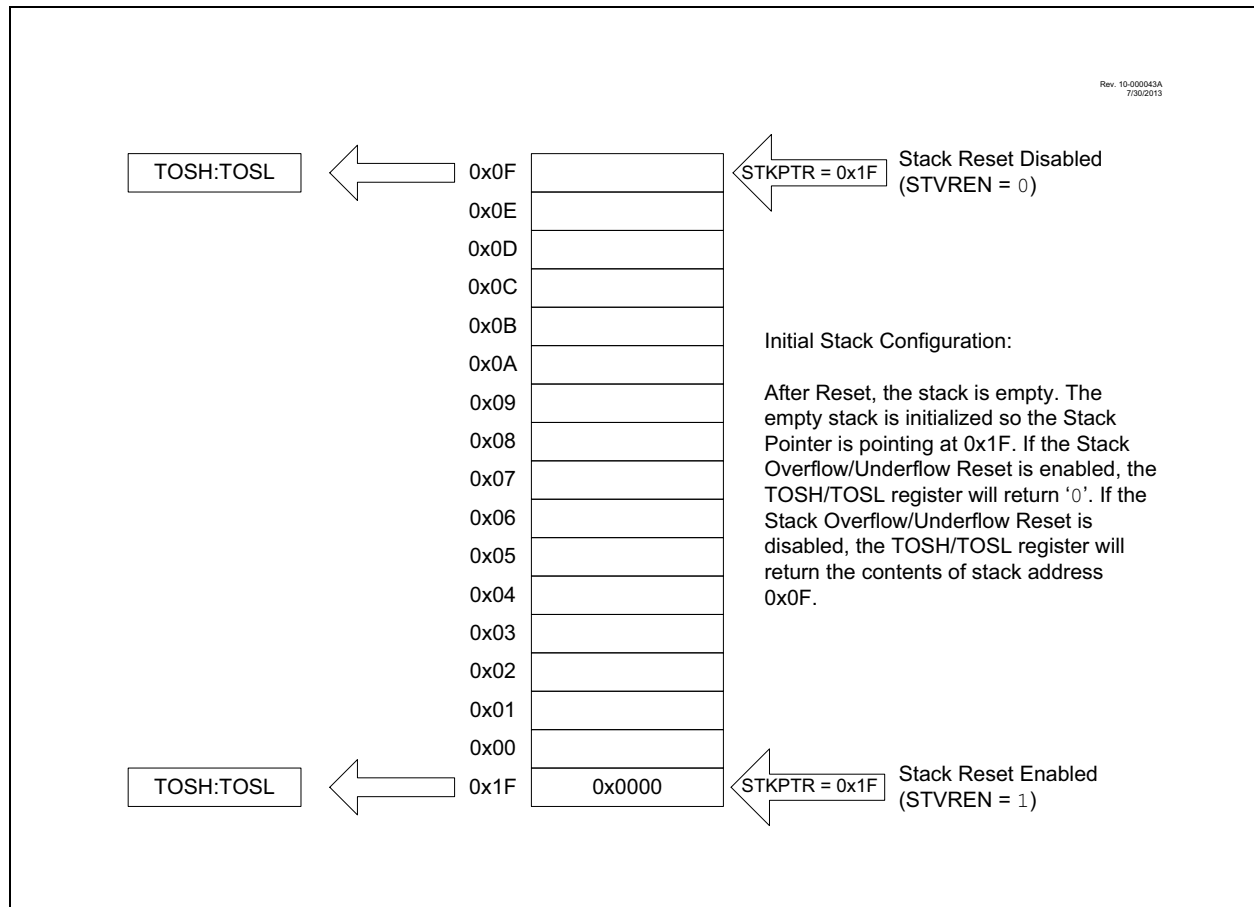 Rev. 10-000043A
7/30/2013
TOSH:TOSL
0x0F
STKPTR = 0x1F
Stack Reset Disabled
(STVREN = 0)
0x0E
0x0D
0x0C
0x0B
0x0A
0x09
0x08
0x07
0x06
0x05
0x04
0x03
0x02
0x01
0x00
Initial Stack Configuration:
After Reset, the stack is empty. The
empty stack is initialized so the Stack
Pointer is pointing at 0x1F. If the Stack
Overflow/Underflow Reset is enabled, the
TOSH/TOSL register will return ‘0’. If the
Stack Overflow/Underflow Reset is
disabled, the TOSH/TOSL register will
return the contents of stack address
0x0F.
TOSH:TOSL
0x1F
0x0000
STKPTR = 0x1F
Stack Reset Enabled
(STVREN = 1)